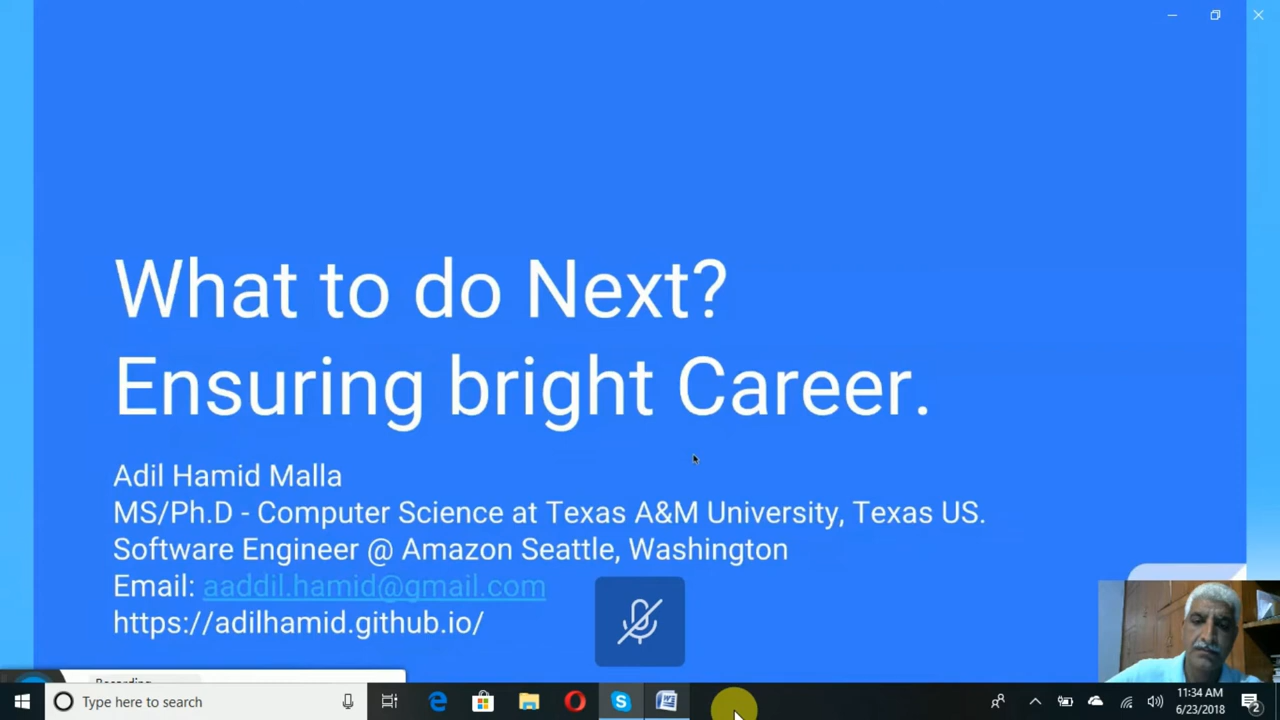 What to do Next?
Ensuring bright Career.
Adil Hamid Malla
MS/Ph.D - Computer Science at Texas A&M University, Texas US.
Software Engineer @ Amazon Seattle, Washington
Email: aaddil.hamid@gmail.com
https://adilhamid.github.io/
Recording
Type here to search
11:34 AM
6/23/2018
2